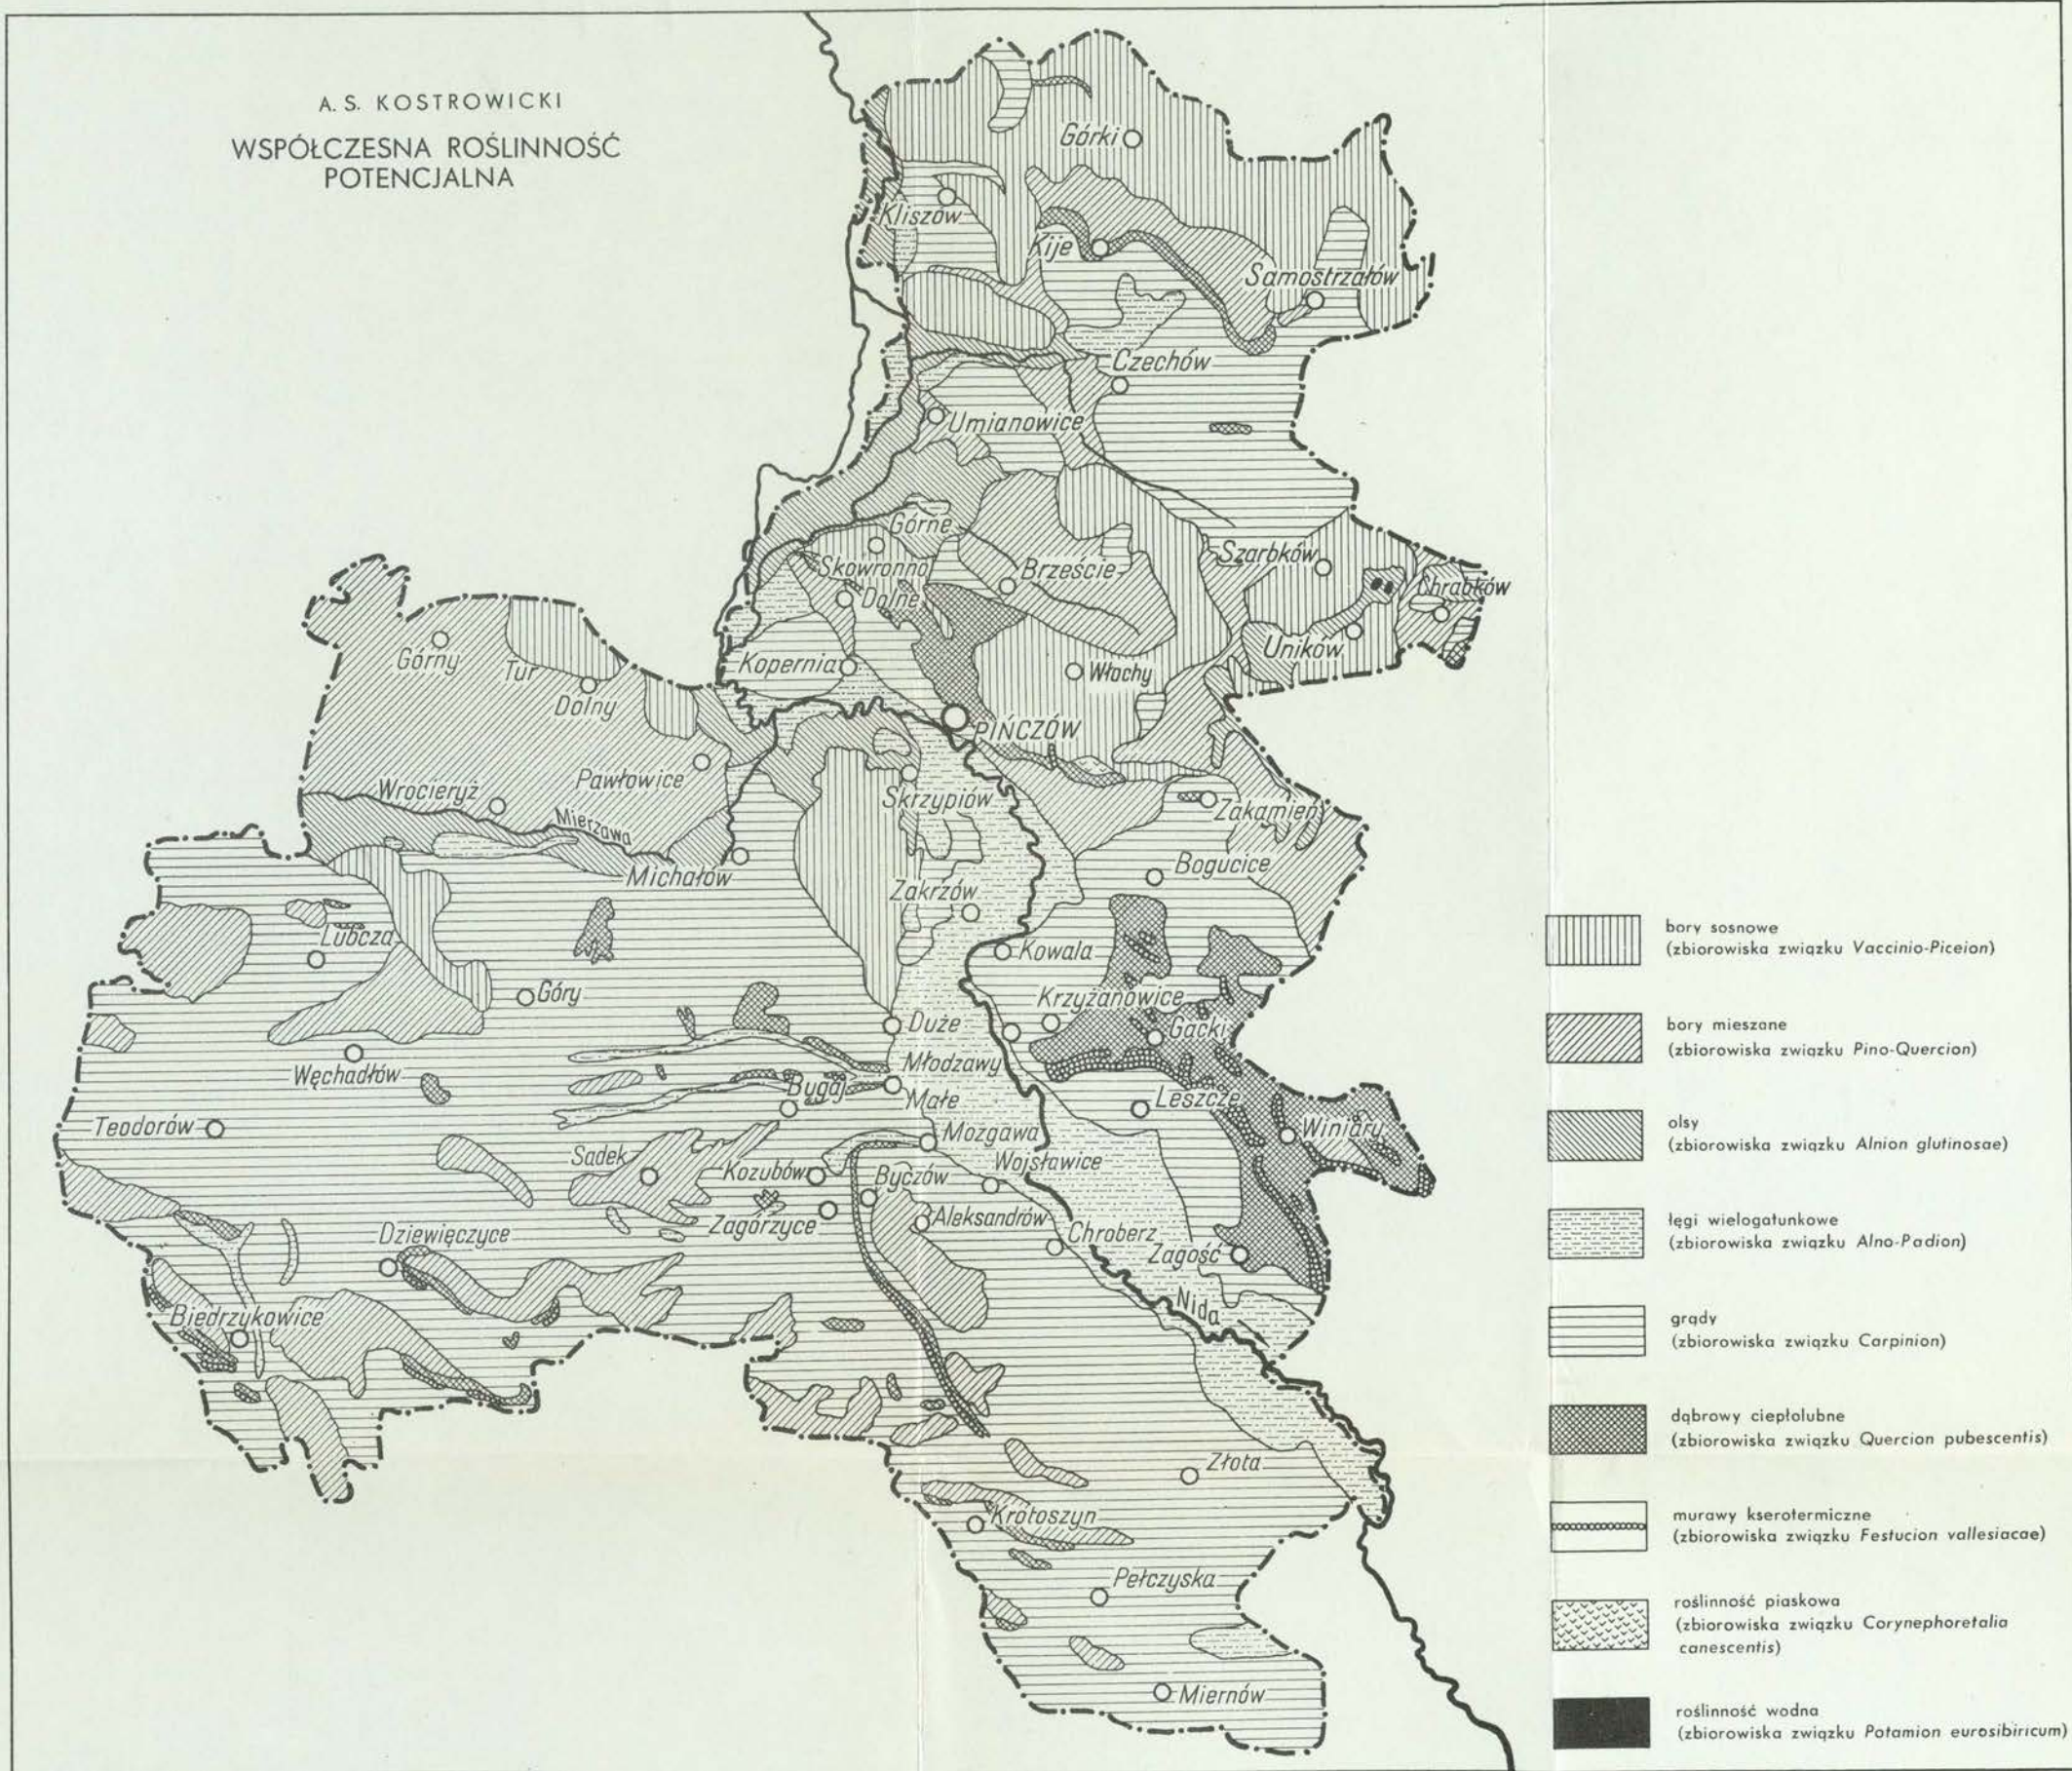 A. S. KOSTROWICKI
WSPÓŁCZESNA ROŚLINNOŚĆ
POTENCJALNA
Górki
Kliszów
Kije
Samostrzałów
Czechów
Umianowice
Górne
Skowronno
Dolne
Brzeście
Szarbków
Chrabków
Uników
Kopernia
Włochy
PIŃCZÓW
Górny
Tur
Dolny
Pawłowice
Wrocieryż
Mierzawa
Michałów
Skrzypiów
Zakamień
Bogucice
Zakrzów
Kowala
Lubcza
Góry
Krzyżanowice
Gacki
Duże
Młodzawy
Małe
Węchadłów
Bugaj
Leszcze
Winiary
Teodorów
Mozgawa
Sadek
Kozubów
Wojsławice
Byczów
Zagórzyce
Aleksandrów
Chroberz
Zagość
Dziewięczyce
Nida
Biedrzykowice
Złota
Krotoszyn
Pełczyska
Miernów
bory sosnowe
(zbiorowiska związku Vaccinio-Piceion)
bory mieszane
(zbiorowiska związku Pino-Quercion)
olsy
(zbiorowiska związku Alnion glutinosae)
łęgi wielogatunkowe
(zbiorowiska związku Alno-Padion)
grądy
(zbiorowiska związku Carpinion)
dąbrowy ciepłolubne
(zbiorowiska związku Quercion pubescentis)
murawy kserotermiczne
(zbiorowiska związku Festucion vallesiacae)
roślinność piaskowa
(zbiorowiska związku Corynephoretalia
canescentis)
roślinność wodna
(zbiorowiska związku Potamion eurosibiricum)